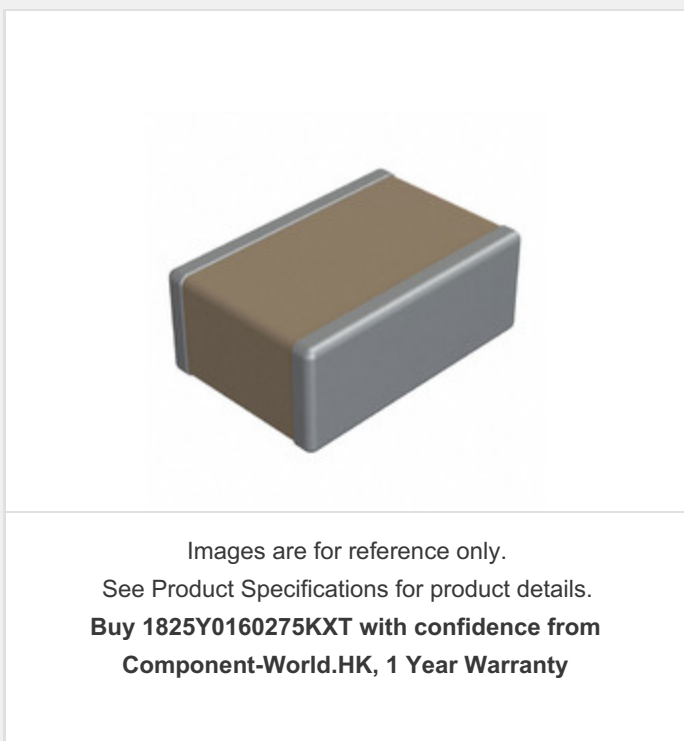 Images are for reference only.
See Product Specifications for product details.
Buy 1825Y0160275KXT with confidence from
Component-World.HK, 1 Year Warranty